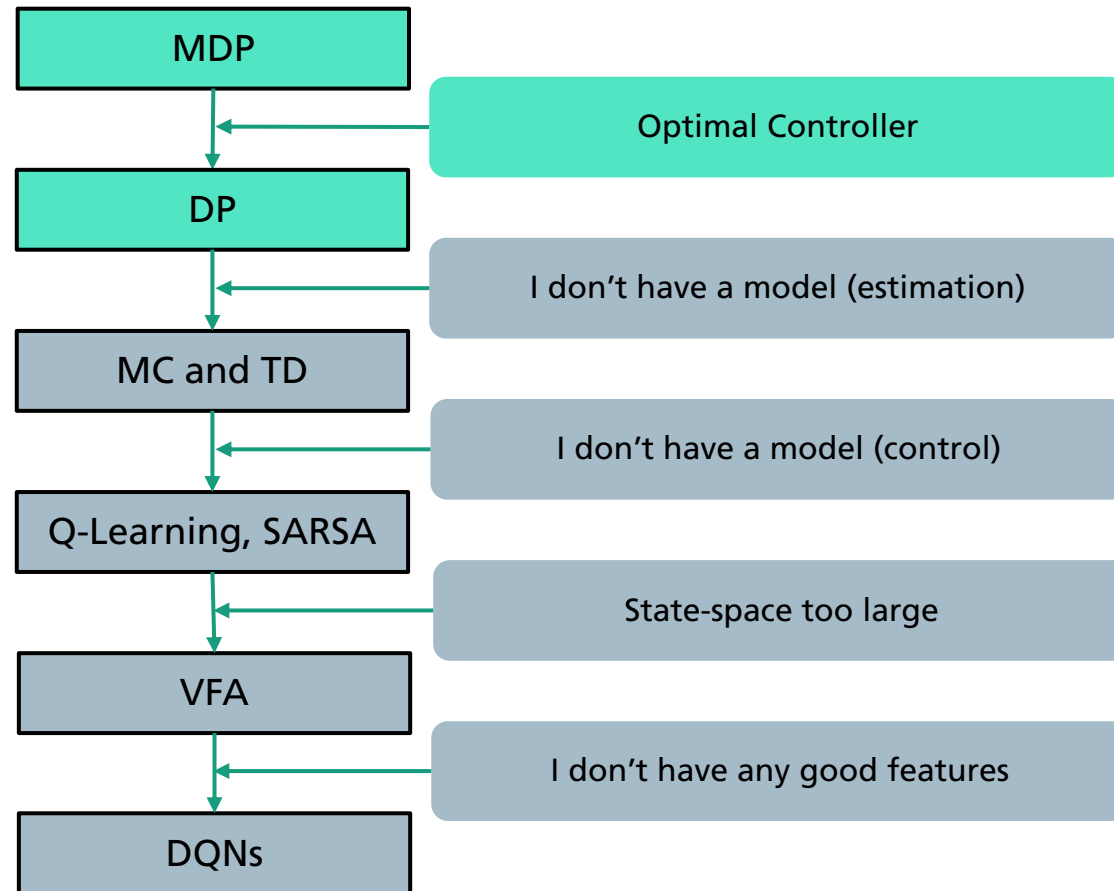 MDP
Optimal Controller
DP
I don’t have a model (estimation)
MC and TD
I don’t have a model (control)
Q-Learning, SARSA
State-space too large
VFA
I don’t have any good features
DQNs